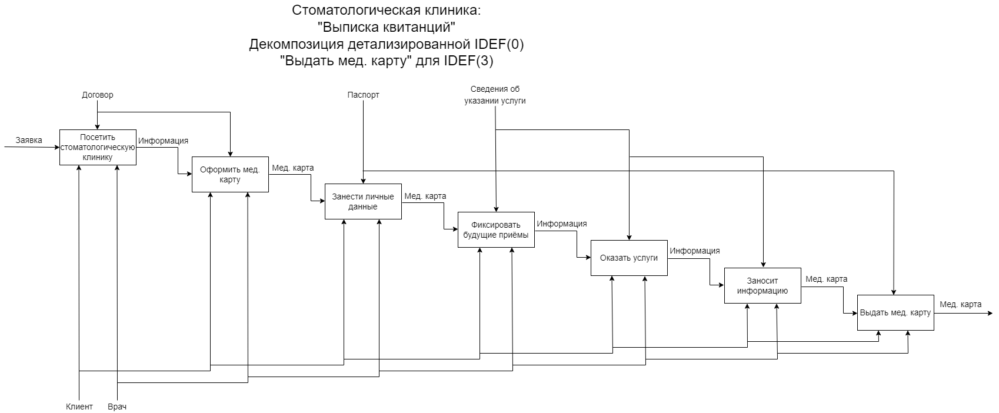 Стоматологическая клиника:
"Выписка квитанций"
Декомпозиция детализированной IDEF(0)
"Выдать мед. карту" для IDEF(3)
Договор
Паспорт
Сведения об
указании услуги
Заявка
Посетить
стоматологическую
клинику
Информация
Оформить мед.
карту
Мед. карта
Занести личные
данные
Мед. карта
Фиксировать
будущие приёмы
Информация
Оказать услуги
Информация
Заносит
информацию
Мед. карта
Выдать мед. карту
Мед. карта
Клиент
Врач